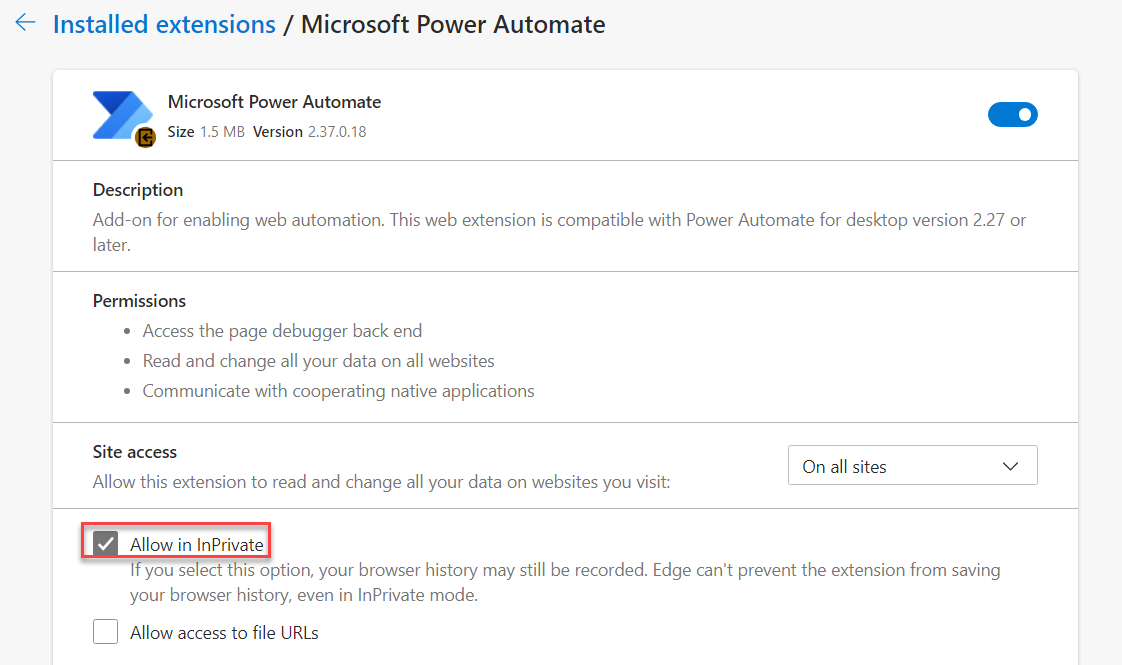 Installed extensions / Microsoft Power Automate
Microsoft Power Automate
Size 1.5 MB Version 2.37.0.18
Description
Add-on for enabling web automation. This web extension is compatible with Power Automate for desktop version 2.27 or
later.
Permissions
Access the page debugger back end
Read and change all your data on all websites
Communicate with cooperating native applications
Site access
Allow this extension to read and change all your data on websites you visit:
On all sites
Allow in InPrivate
If you select this option, your browser history may still be recorded. Edge can't prevent the extension from saving
your browser history, even in InPrivate mode.
Allow access to file URLs